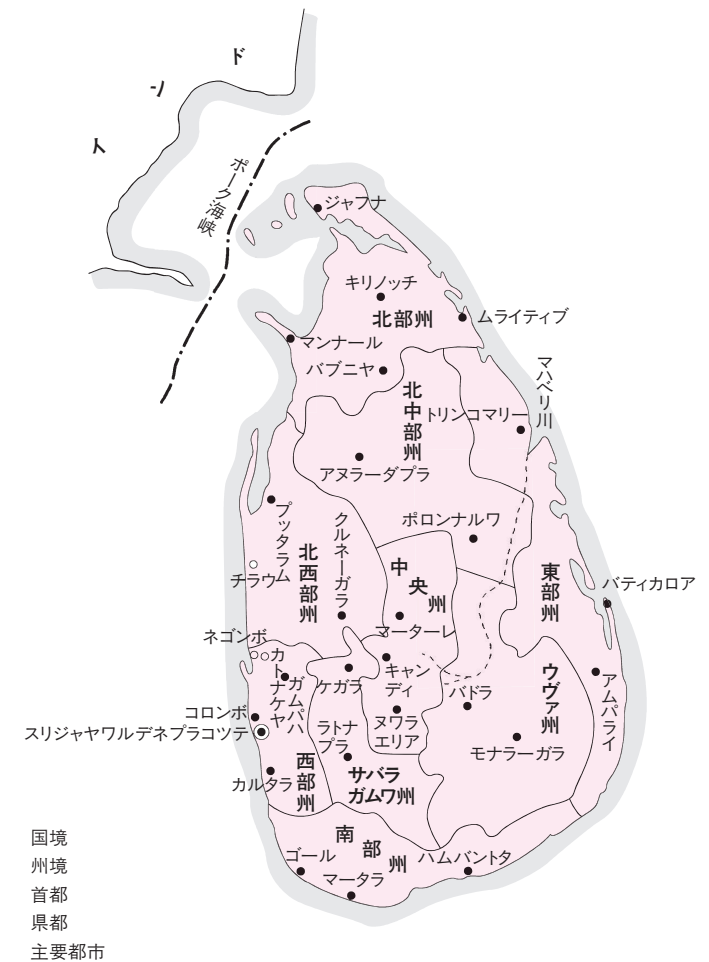 インド
ポーク海峡
ジャフナ
キリノッチ
北部州
ムライティブ
マンナール
バブニヤ
マハベリ川
北中部州
トリンコマリー
アヌラーダプラ
プッタラム
クルネーガラ
ポロンナルワ
北西部州
中央州
東部州
チラウ
バティカロア
マーターレ
ネゴンボ
カトナケヤ
ガムパハ
ケガラ
キャン
ディ
ウヴァ州
アムパライ
バドラ
コロンボ
スリジャヤワルデネプラコッテ
ラトナ
プラ
ヌワラ
エリア
モナラーガラ
カルタラ
西部州
サバラ
ガムワ州
南部州
ゴール
マータラ
ハムバントタ
国境
州境
首都
県都
主要都市